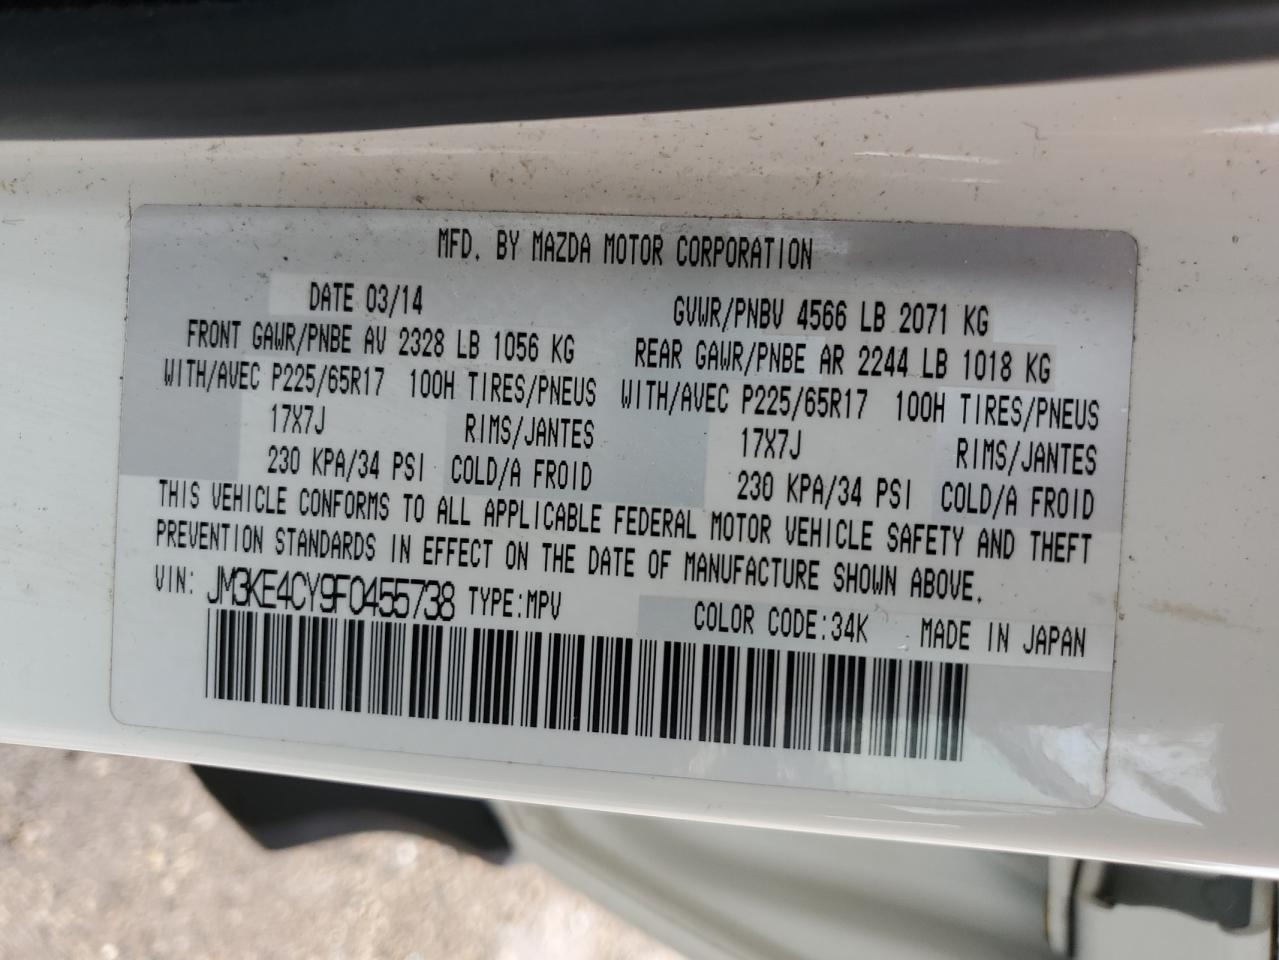 MFD. BY MAZDA MOTOR CORPORATION
DATE 03/14 GVWR/PNBV 4566 LB 2071 KG
FRONT GAWR/PNBE AV 2328 LB 1056 KG REAR GAWR/PNBE AR 2244 LB 1018 KG
WITH/AVEC P225/65R17 100H TIRES/PNEUS WITH/AVEC P225/65R17 100H TIRES/PNEUS
17X7J RIMS/JANTES 17X7J RIMS/JANTES
230 KPA/34 PSI COLD/A FROID 230 KPA/34 PSI COLD/A FROID
THIS VEHICLE CONFORMS TO ALL APPLICABLE FEDERAL MOTOR VEHICLE SAFETY AND THEFT
PREVENTION STANDARDS IN EFFECT ON THE DATE OF MANUFACTURE SHOWN ABOVE.
VIN: JM3KE4CY9F0455738 TYPE:MPV COLOR CODE:34K MADE IN JAPAN